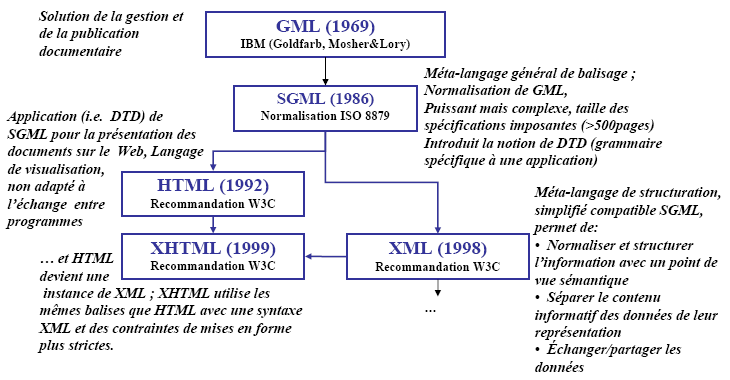 Solution de la gestion et
de la publication
documentaire
GML (1969)
IBM (Goldfarb, Mosher&Lory)
SGML (1986)
Normalisation ISO 8879
Méta-langage général de balisage ;
Normalisation de GML,
Puissant mais complexe, taille des
spécifications imposantes (>500pages)
Introduit la notion de DTD (grammaire
spécifique à une application)
Application (i.e. DTD) de
SGML pour la présentation des
documents sur le Web, Langage
de visualisation,
non adapté à
l'échange entre
programmes
HTML (1992)
Recommandation W3C
XHTML (1999)
Recommandation W3C
XML (1998)
Recommandation W3C
...
Méta-langage de structuration,
simplifié compatible SGML,
permet de:
• Normaliser et structurer
l'information avec un point de
vue sémantique
• Séparer le contenu
informatif des données de leur
représentation
• Échanger/partager les
données
... et HTML
devient une
instance de XML ; XHTML utilise les
mêmes balises que HTML avec une syntaxe
XML et des contraintes de mises en forme
plus strictes.